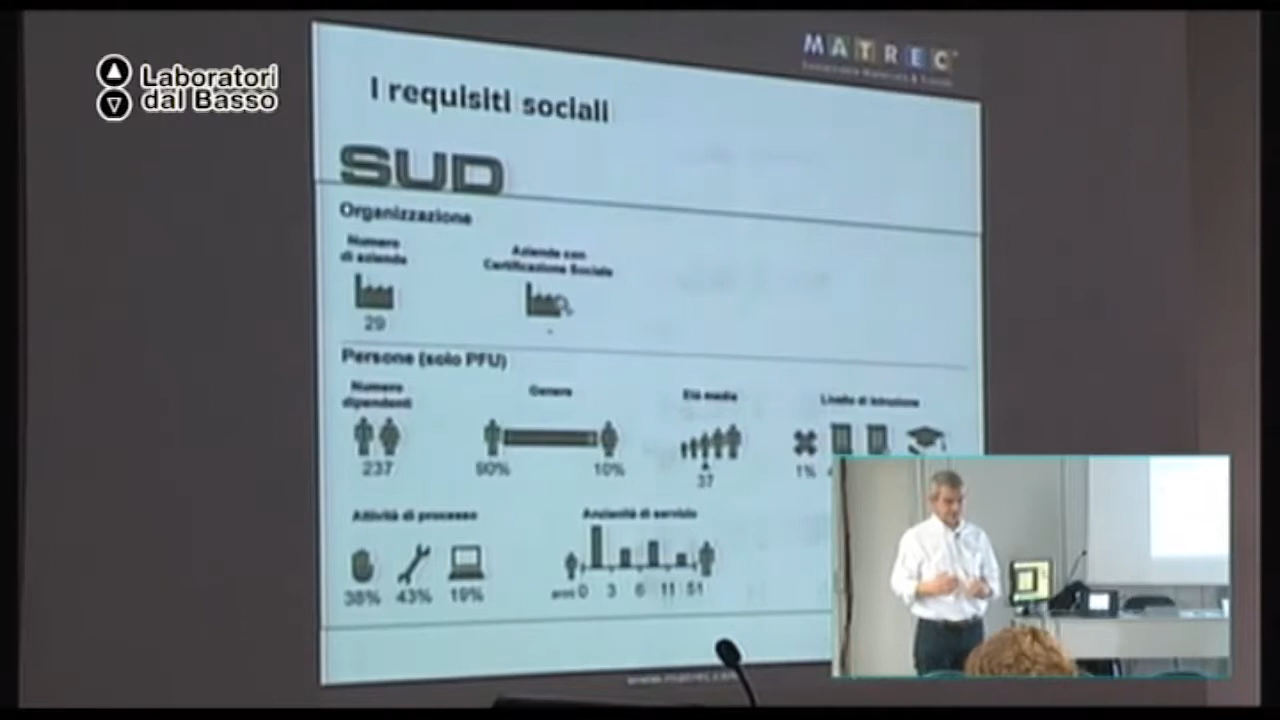 Laboratori
dal Basso
MATREC
I requisiti sociali
SUD
Organizzazione
Numero
di aziende
Aziende con
Certificazione Sociale
29
-
Persone (solo PFU)
Numero
dipendenti
Genere
Età media
Livello di istruzione
237
90%
10%
37
1%
Attività di processo
Anzianità di servizio
38%
43%
19%
anni 0 3 6 11 51